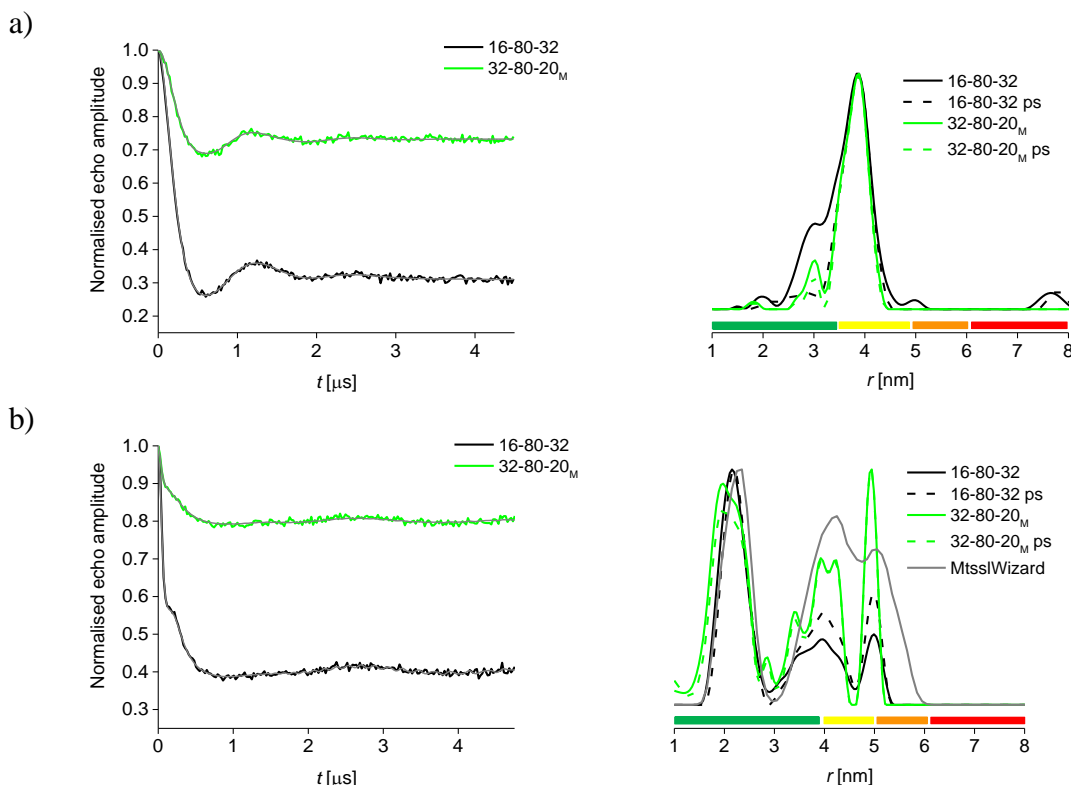 a)
1.0
0.9
0.8
0.7
0.6
0.5
0.4
0.3
0.2
Normalised echo amplitude
0 1 2 3 4
t [μs]
16-80-32
32-80-20M
16-80-32
16-80-32 ps
32-80-20M
32-80-20M ps
1 2 3 4 5 6 7 8
r [nm]
b)
1.0
0.9
0.8
0.7
0.6
0.5
0.4
0.3
Normalised echo amplitude
0 1 2 3 4
t [μs]
16-80-32
32-80-20M
16-80-32
16-80-32 ps
32-80-20M
32-80-20M ps
MtsslWizard
1 2 3 4 5 6 7 8
r [nm]